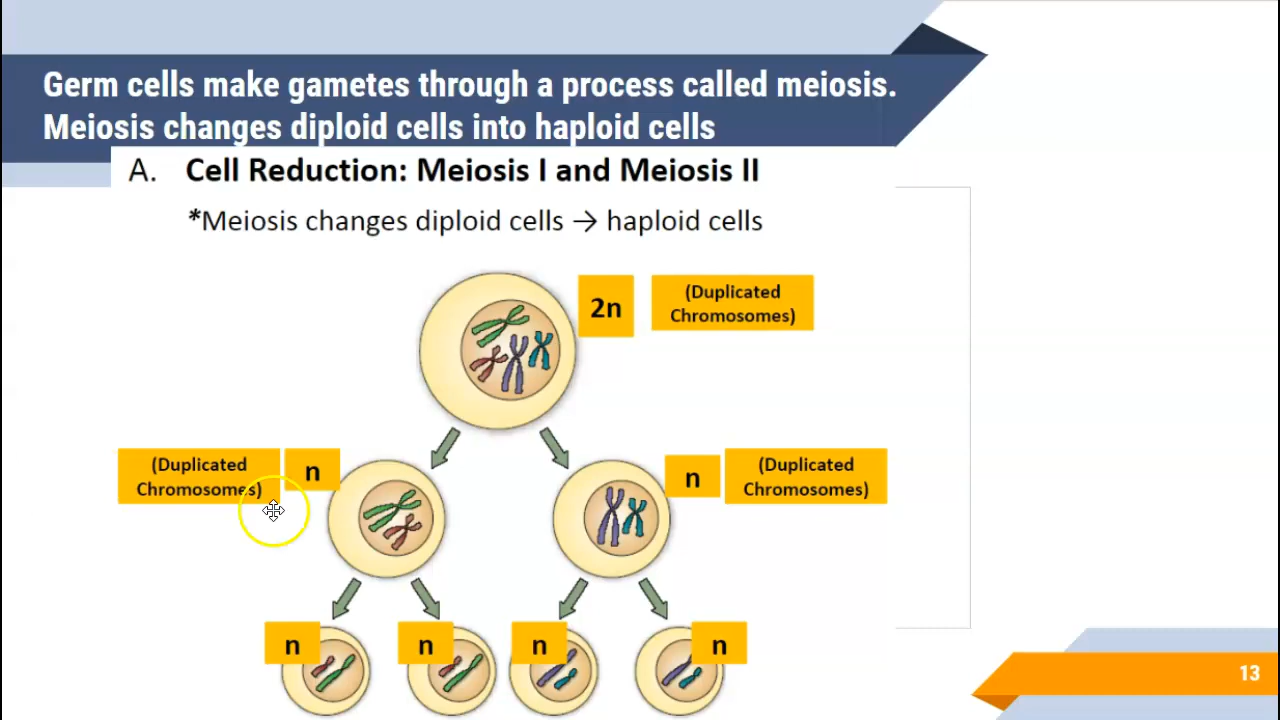 Germ cells make gametes through a process called meiosis.
Meiosis changes diploid cells into haploid cells
A. Cell Reduction: Meiosis I and Meiosis II
*Meiosis changes diploid cells → haploid cells
2n
(Duplicated
Chromosomes)
(Duplicated
Chromosomes)
n
n
(Duplicated
Chromosomes)
n
n
n
n
13